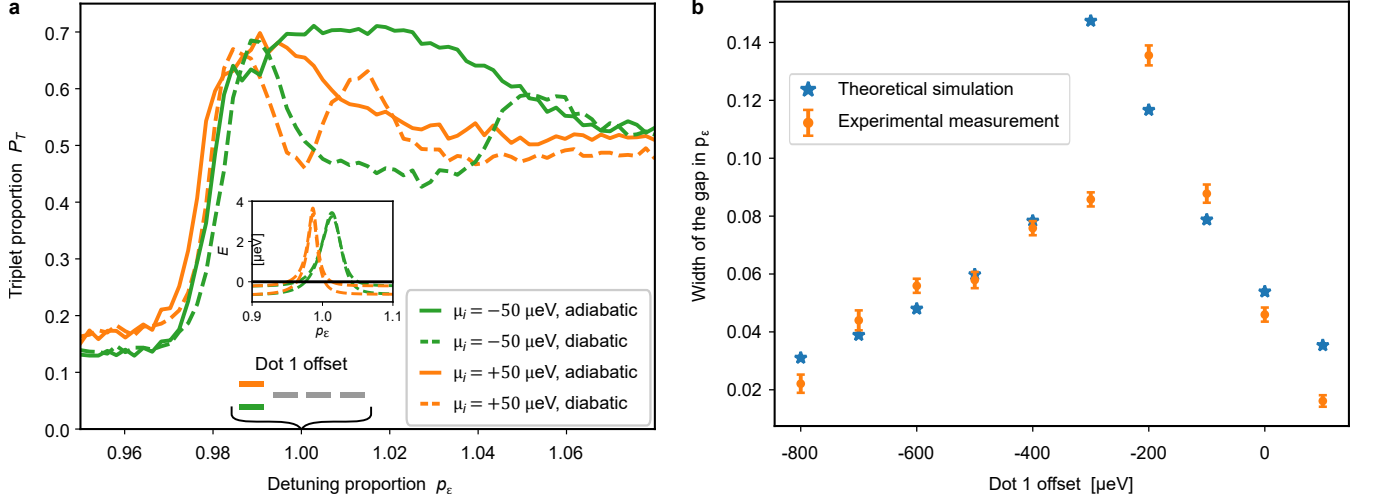 a
0.7
0.6
0.5
0.4
0.3
0.2
0.1
0.0
Triplet proportion P_T
0.96
0.98
1.00
1.02
1.04
1.06
Detuning proportion p_ε
4
2
0
E [µeV]
0.9
1.0
1.1
p_ε
Dot 1 offset
μ_i = −50 µeV, adiabatic
μ_i = −50 µeV, diabatic
μ_i = +50 µeV, adiabatic
μ_i = +50 µeV, diabatic
b
0.14
0.12
0.10
0.08
0.06
0.04
0.02
Width of the gap in p_ε
Theoretical simulation
Experimental measurement
-800
-600
-400
-200
0
Dot 1 offset [µeV]